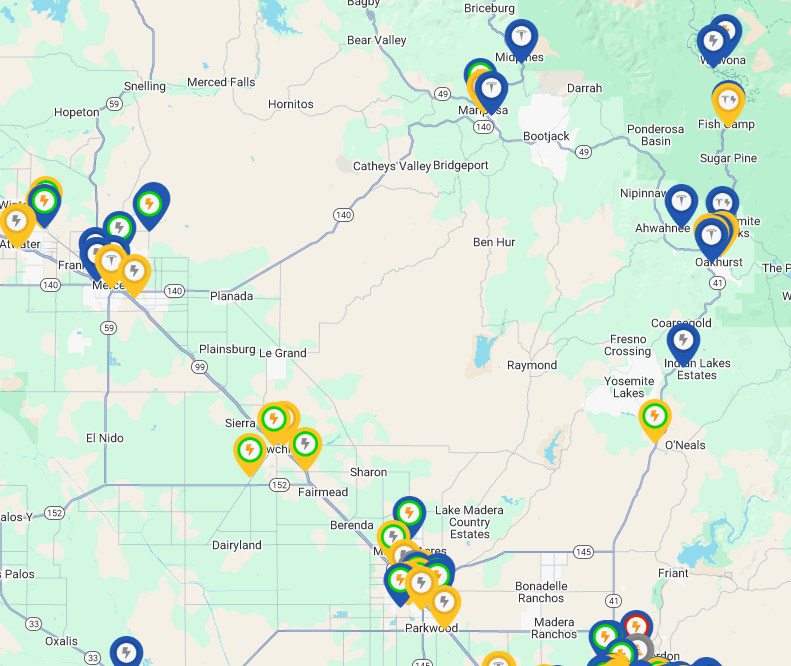 Bagby
Briceburg
Bear Valley
Midpines
Wawona
Snelling
Merced Falls
49
Darrah
59
Hornitos
Mariposa
Fish Camp
Hopeton
140
Bootjack
Ponderosa
Basin
49
Sugar Pine
Catheys Valley
Bridgeport
Nipinnaw
140
Ahwahnee
Atwater
Ben Hur
Oakhurst
140
140
Planada
41
59
Coarsegold
Plainsburg
Le Grand
Fresno
Crossing
99
Raymond
Indian Lakes
Estates
Yosemite
Lakes
Sierra
El Nido
O'Neals
Sharon
152
Fairmead
152
Lake Madera
Country
Estates
Berenda
Dairyland
145
Friant
Bonadelle
Ranchos
41
33
Parkwood
Madera
Ranchos
Oxalis
33
145